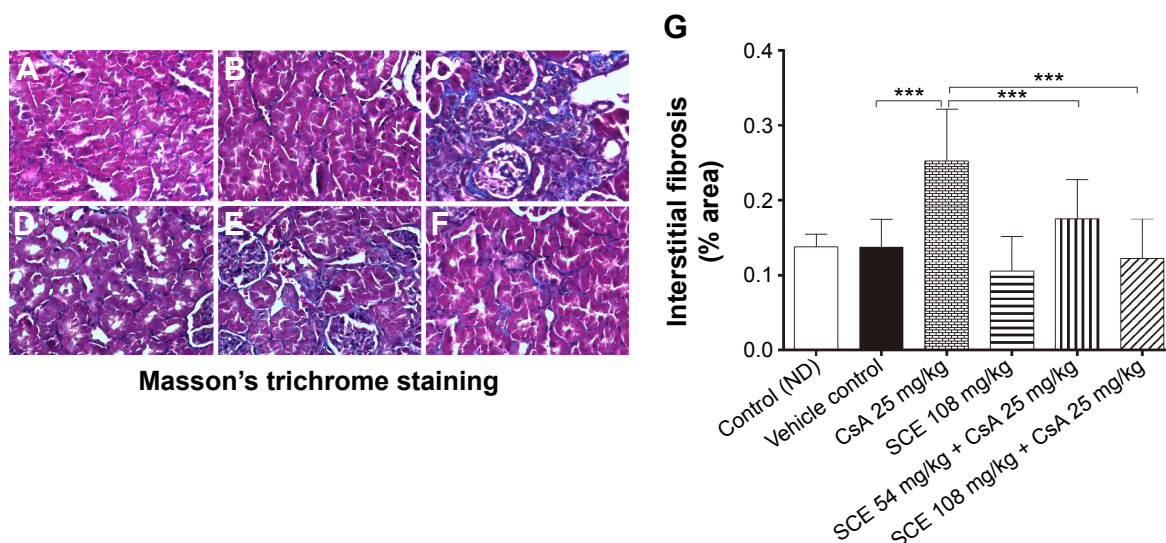 A
B
C
D
E
F
Masson's trichrome staining
G
Interstitial fibrosis
(% area)
0.4
0.3
0.2
0.1
0.0
***
***
***
Control (ND)
Vehicle control
CsA 25 mg/kg
SCE 108 mg/kg
SCE 54 mg/kg + CsA 25 mg/kg
SCE 108 mg/kg + CsA 25 mg/kg